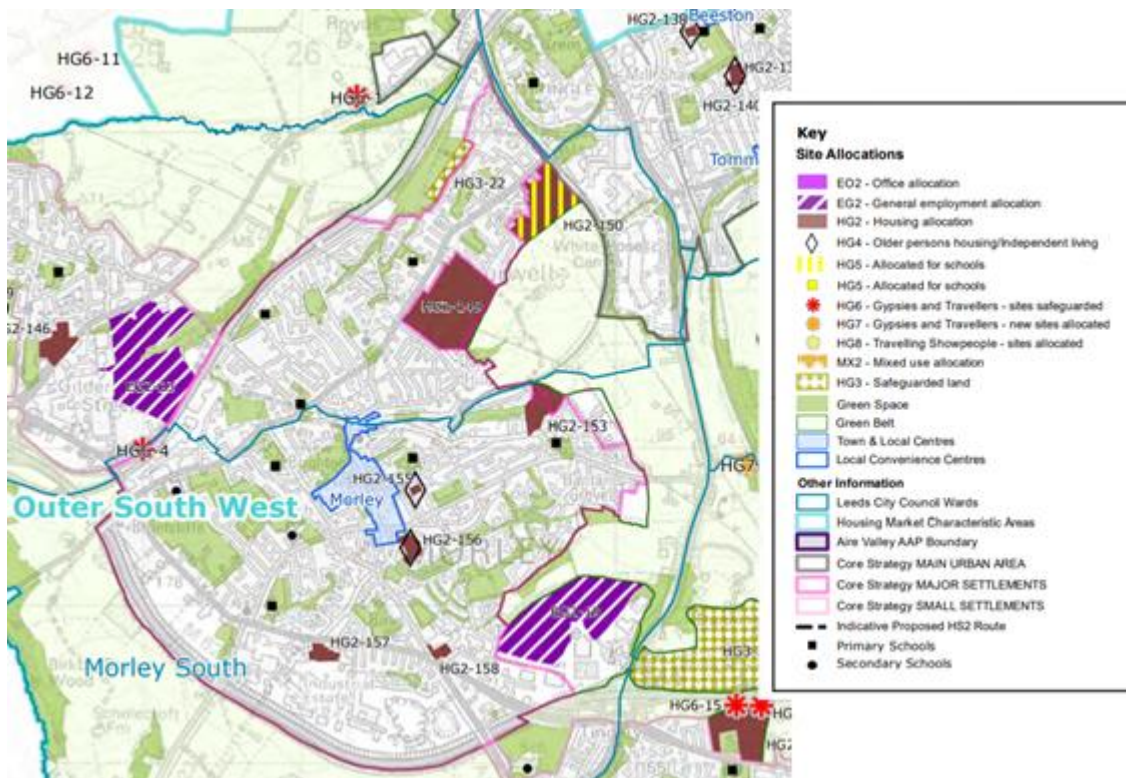 Beeston
HG2-138
HG6-11
HG6-12
HG2-140
HG3-22
HG2-150
HG2-149
HG2-146
HG2-153
HG2-155
Morley
Outer South West
HG2-156
HG7
HG3
HG2-157
HG2-158
Morley South
HG6-15
Key
Site Allocations
EO2 - Office allocation
EG2 - General employment allocation
HG2 - Housing allocation
HG4 - Older persons housing/Independent living
HG5 - Allocated for schools
HG5 - Allocated for schools
HG6 - Gypsies and Travellers - sites safeguarded
HG7 - Gypsies and Travellers - new sites allocated
HG8 - Travelling Showpeople - sites allocated
MX2 - Mixed use allocation
HG3 - Safeguarded land
Green Space
Green Belt
Town & Local Centres
Local Convenience Centres
Other Information
Leeds City Council Wards
Housing Market Characteristic Areas
Aire Valley AAP Boundary
Core Strategy MAIN URBAN AREA
Core Strategy MAJOR SETTLEMENTS
Core Strategy SMALL SETTLEMENTS
Indicative Proposed HS2 Route
Primary Schools
Secondary Schools